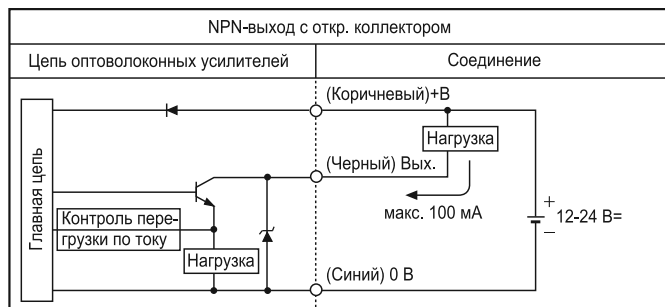 NPN-выход с откр. коллектором
Цепь оптоволоконных усилителей
Соединение
(Коричневый)+В
Нагрузка
(Черный) Вых.
макс. 100 мА
Главная цепь
Контроль пере-
грузки по току
Нагрузка
+
12-24 В=
–
(Синий) 0 В